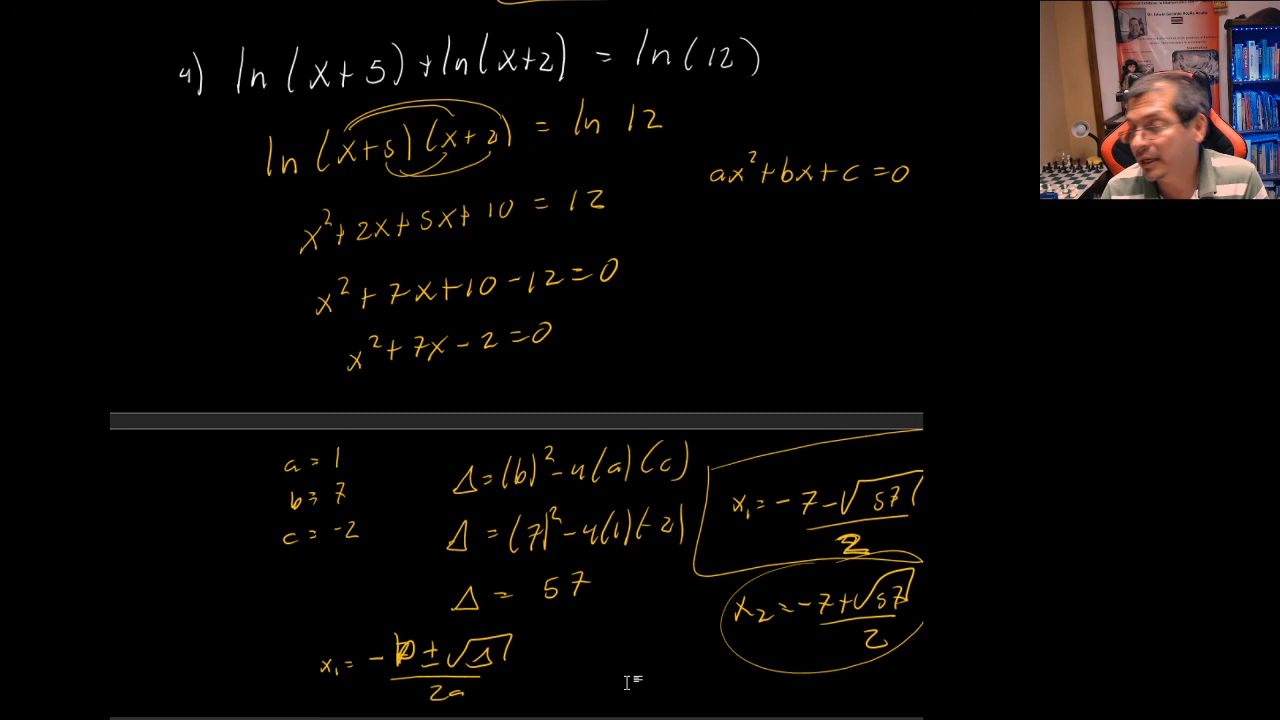 4) ln(x+5)+ln(x+2) = ln(12)
ln(x+5)(x+2) = ln 12
ax²+bx+c=0
x²+2x+5x+10 = 12
x²+7x+10-12=0
x²+7x-2=0
a = 1
b = 7
c = -2
Δ=(b)²-4(a)(c)
Δ=(7)²-4(1)(-2)
Δ = 57
x₁= -b±√Δ / 2a
x₁= -7-√57 / 2
x₂=-7+√57 / 2